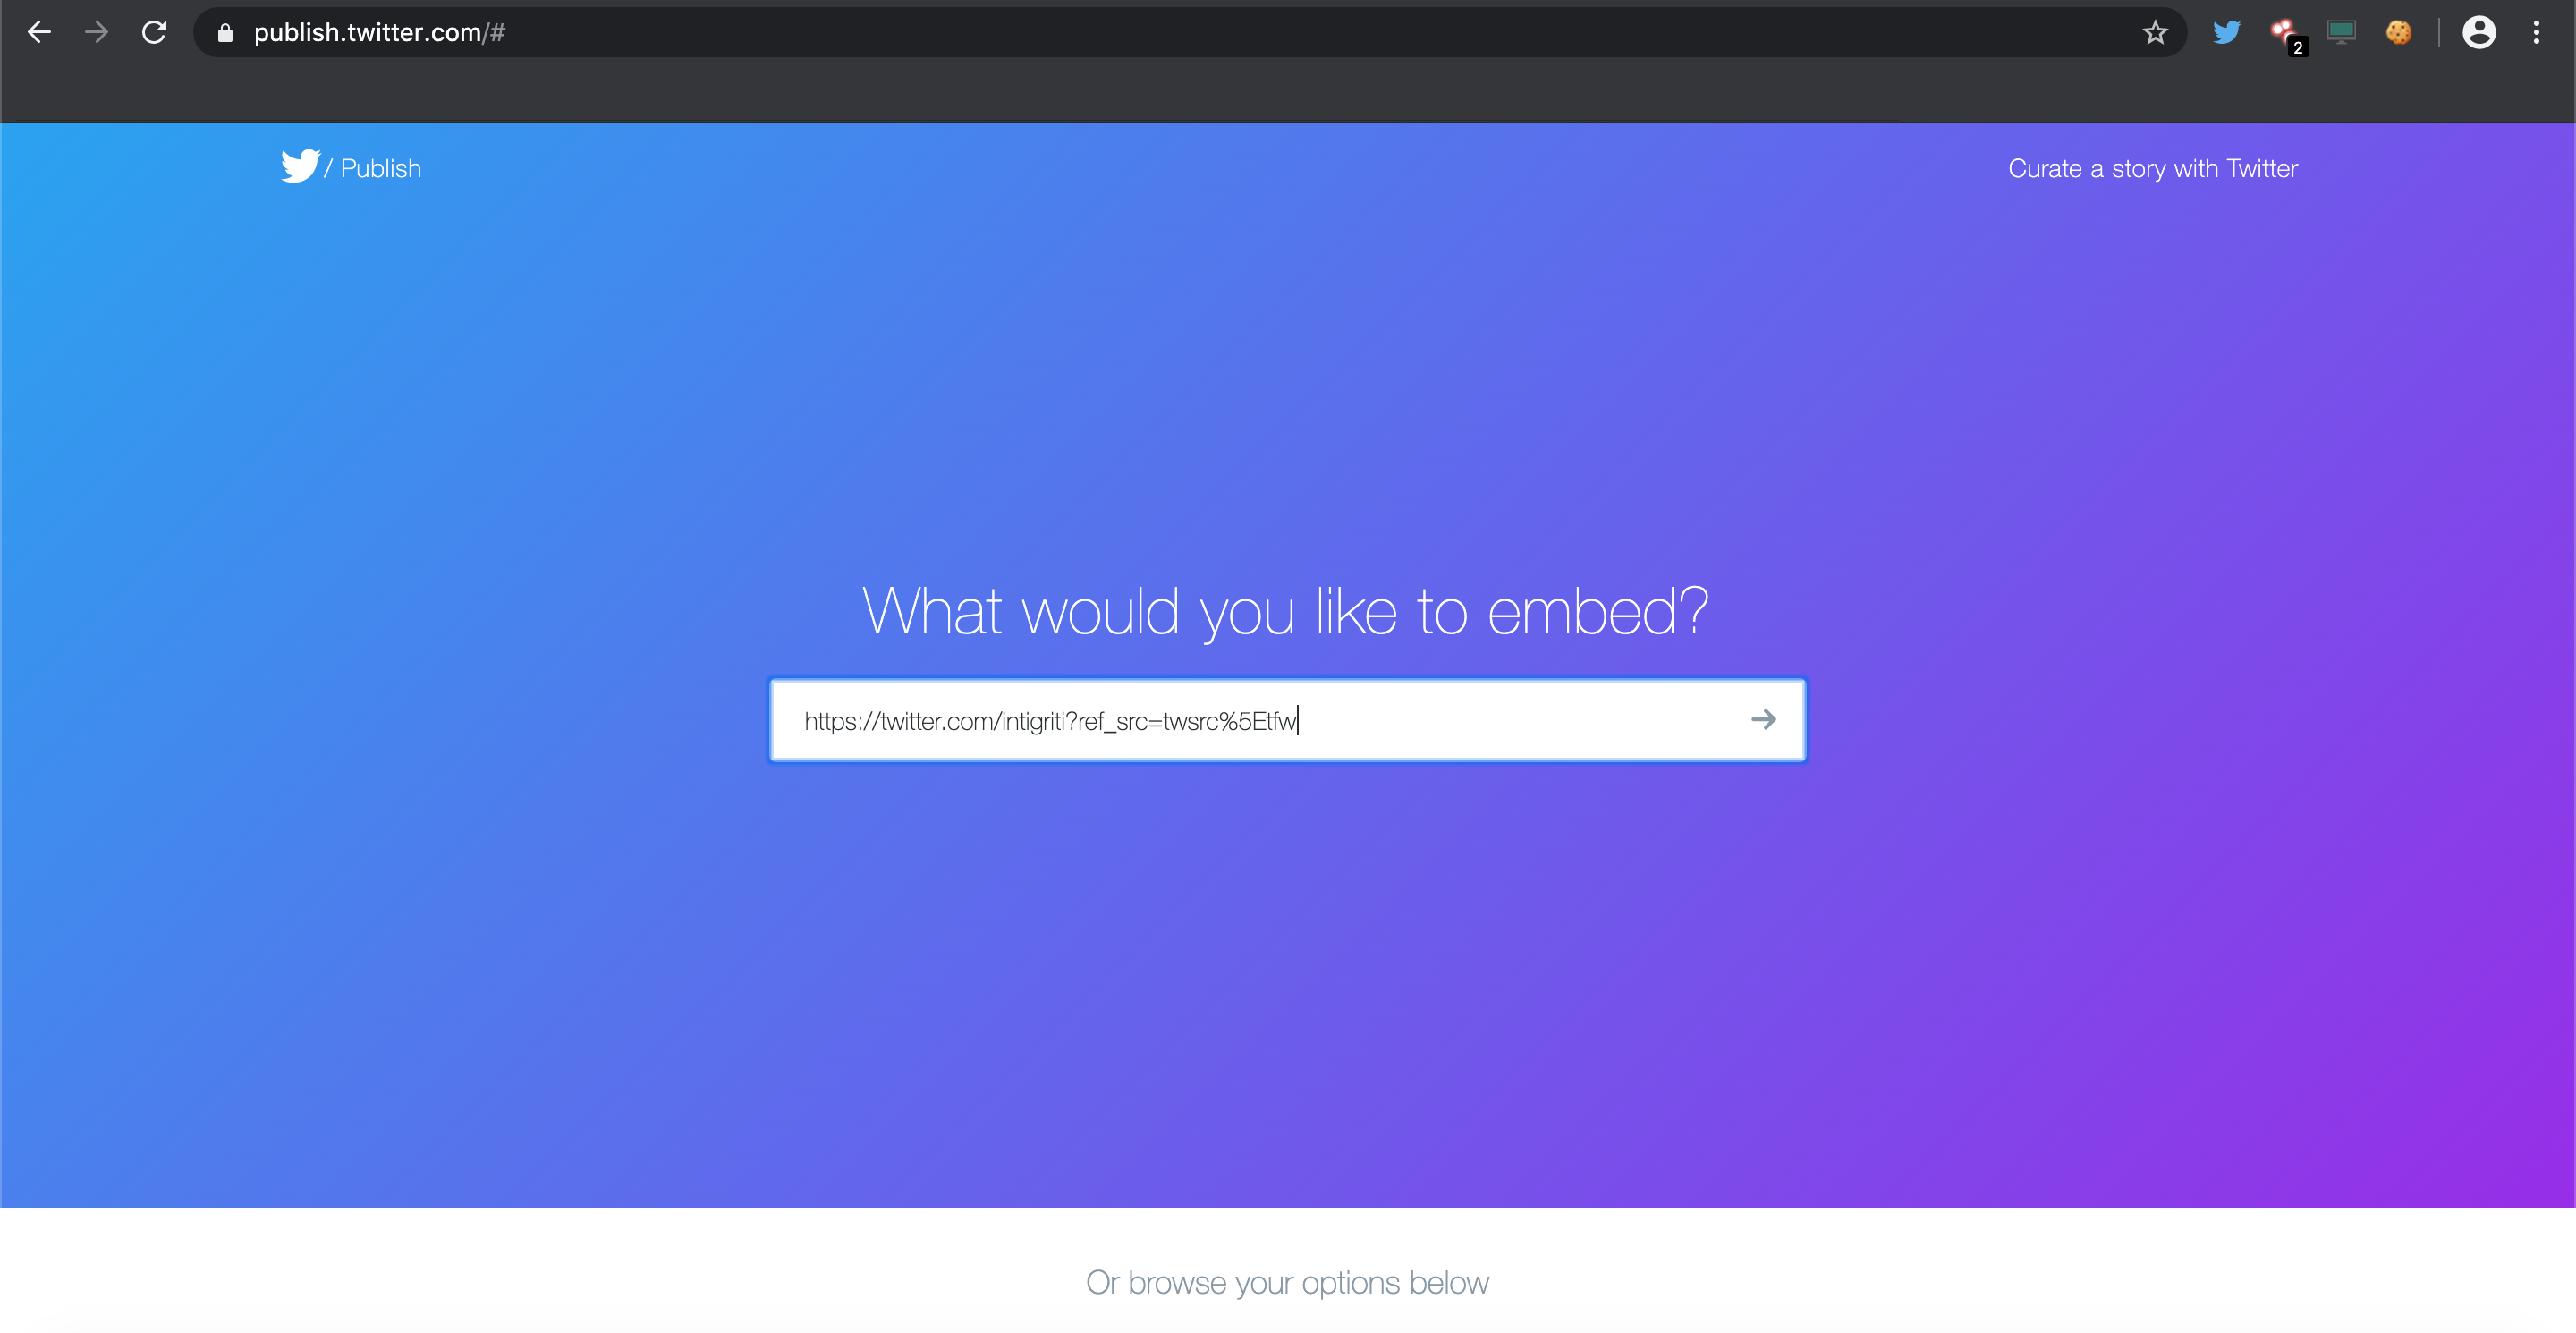 publish.twitter.com/#
2
/ Publish
Curate a story with Twitter
What would you like to embed?
https://twitter.com/intigriti?ref_src=twsrc%5Etfw
Or browse your options below